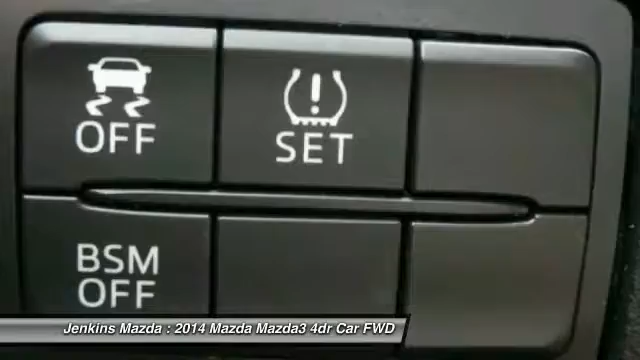 OFF
SET
BSM
OFF
Jenkins Mazda : 2014 Mazda Mazda3 4dr Car FWD